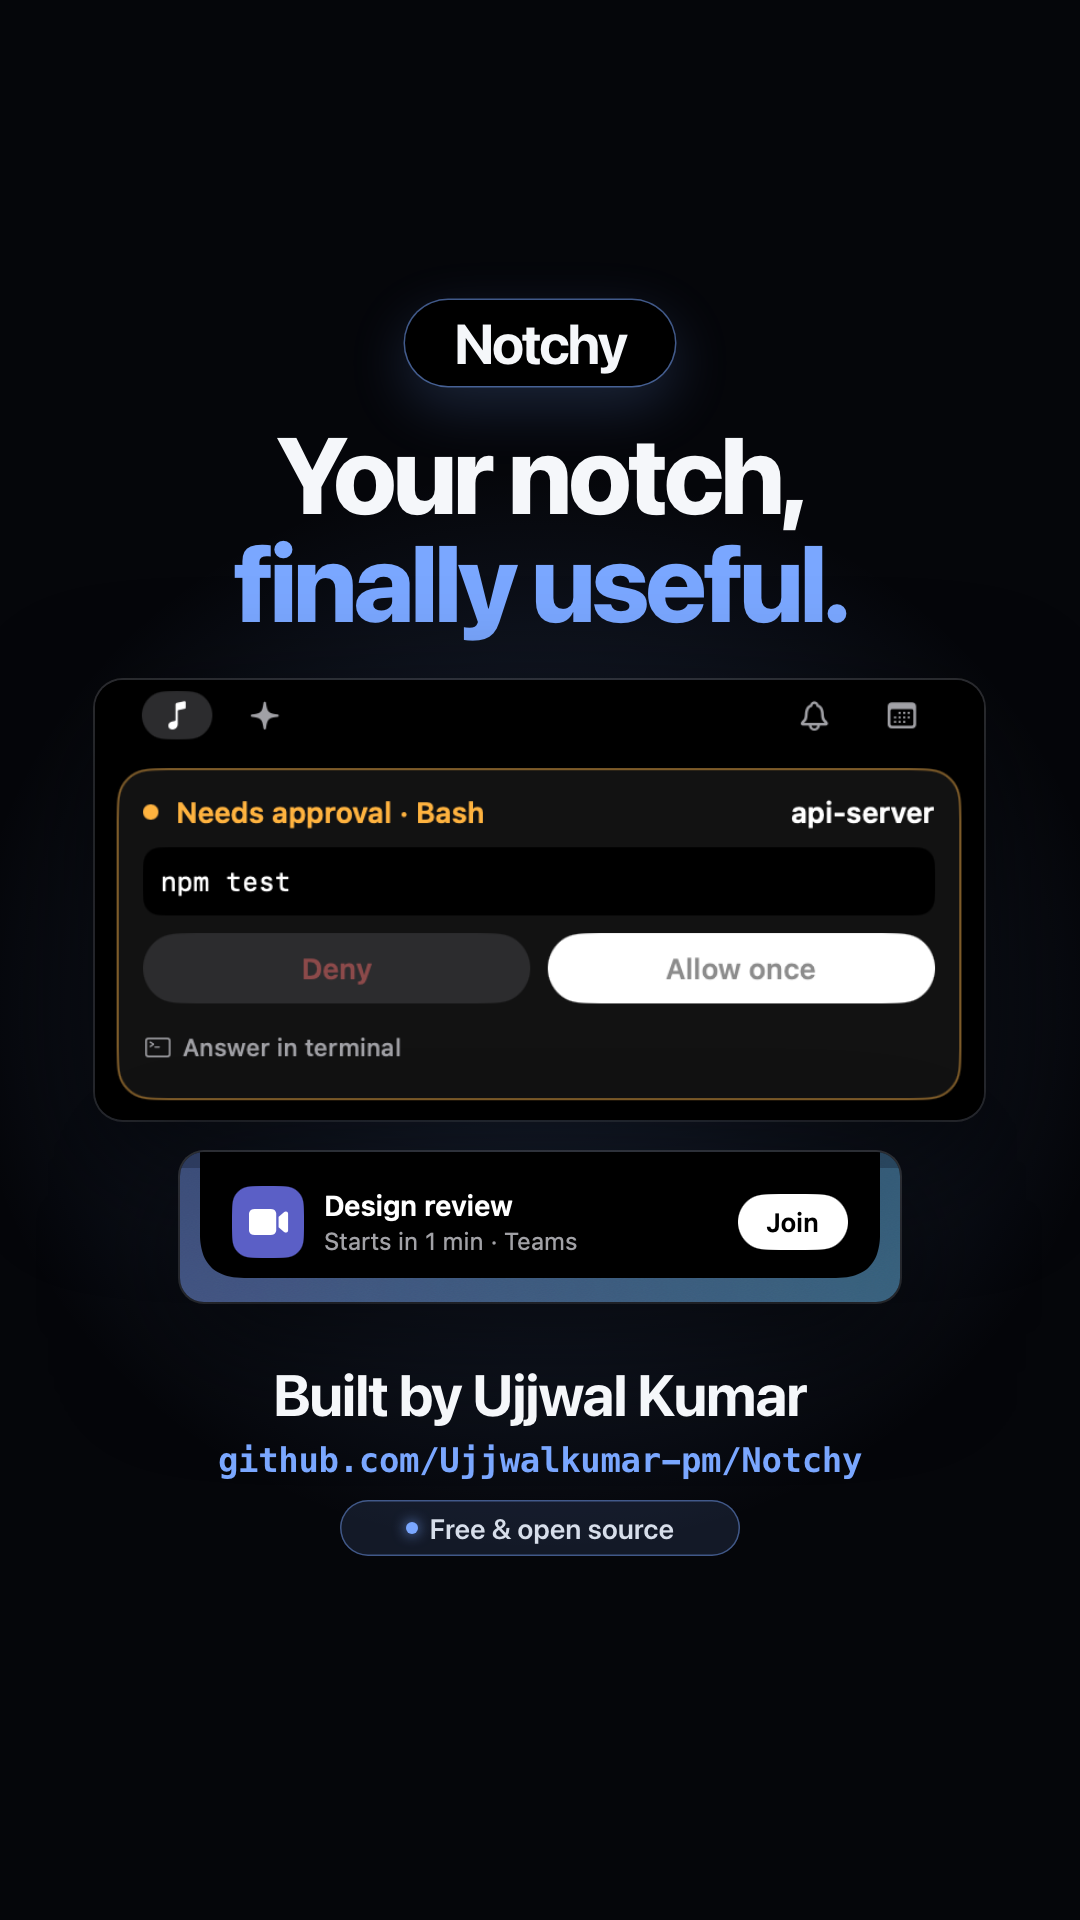 Notchy
Your notch,
finally useful.
Needs approval · Bash
api-server
npm test
Deny
Allow once
Answer in terminal
Design review
Starts in 1 min · Teams
Join
Built by Ujjwal Kumar
github.com/Ujjwalkumar-pm/Notchy
Free & open source